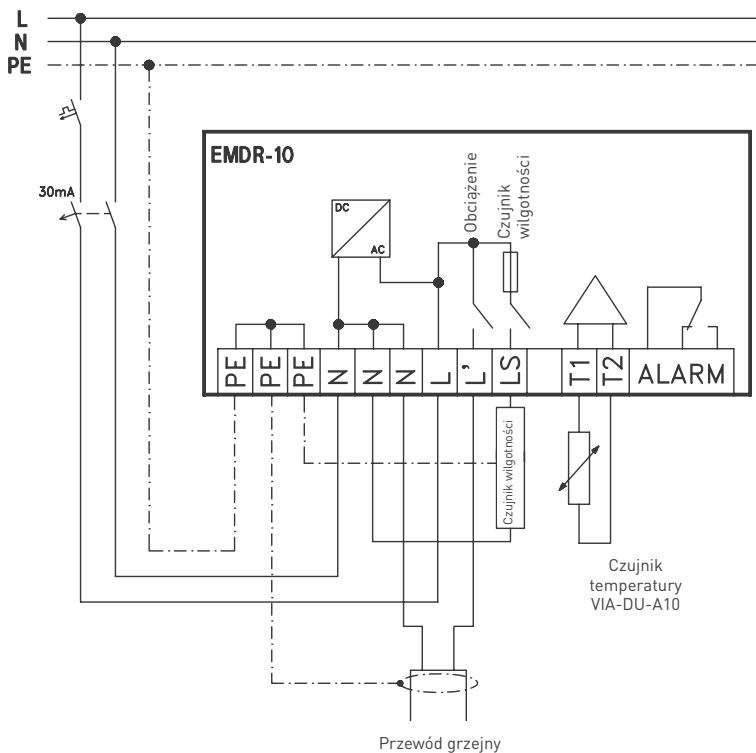 L
N
PE
EMDR-10
30mA
DC
AC
Obciążenie
Czujnik
wilgotności
PE
PE
PE
N
N
N
L
L'
LS
T1
T2
ALARM
Czujnik wilgotności
Czujnik
temperatury
VIA-DU-A10
Przewód grzejny